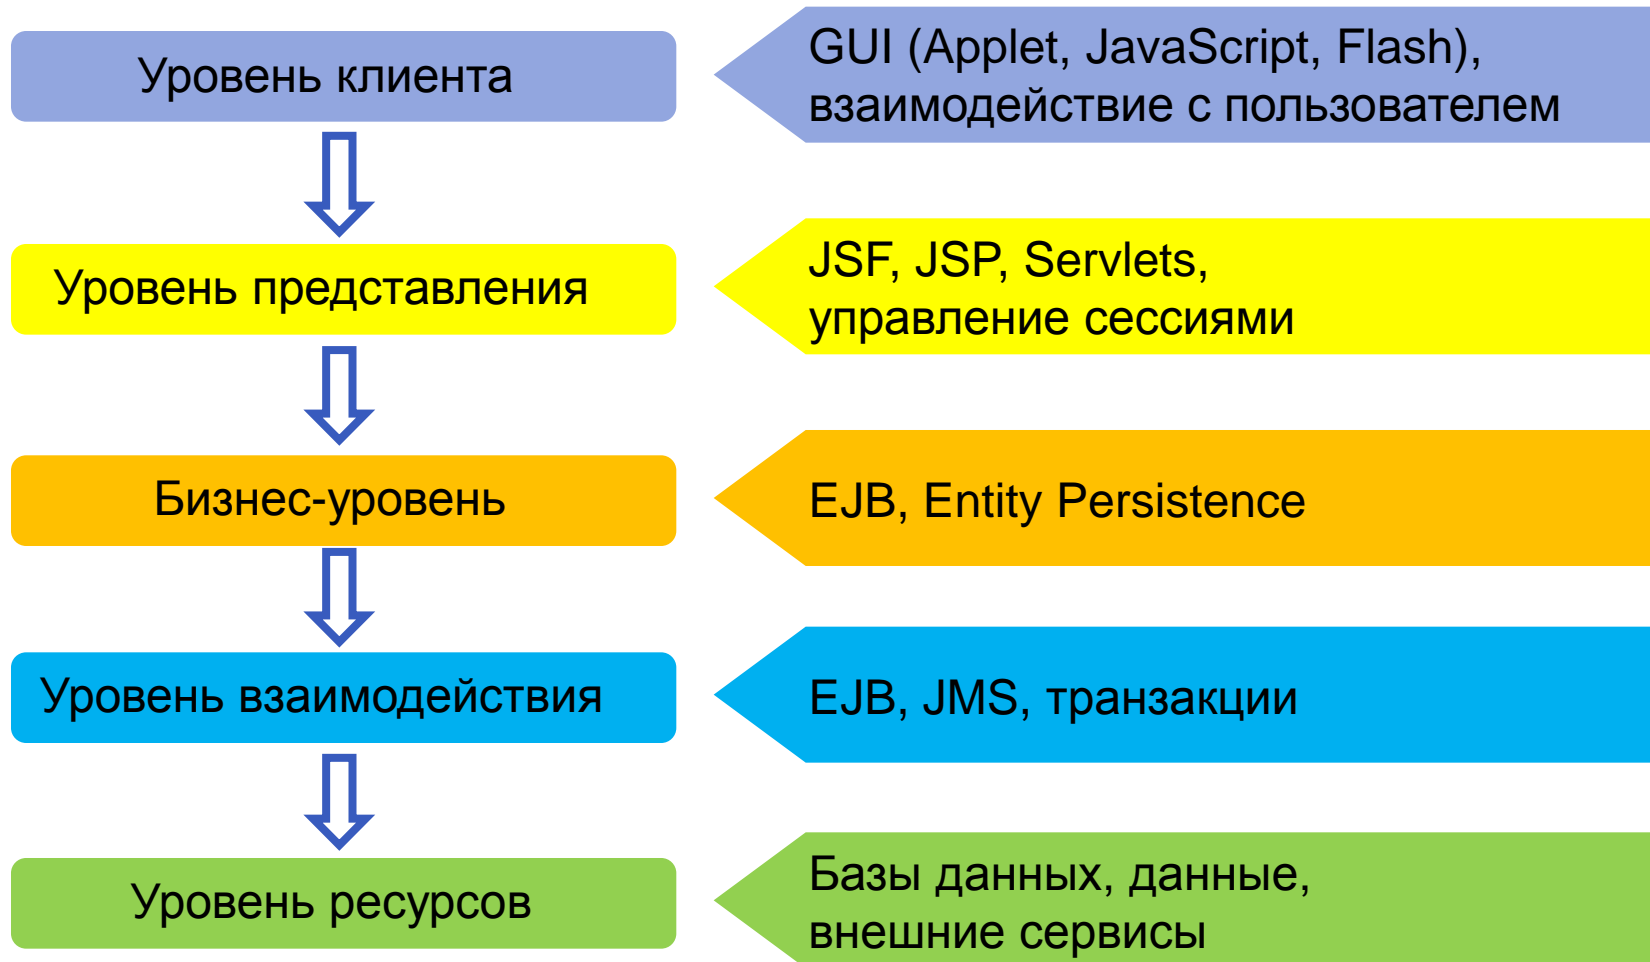 Уровень клиента
GUI (Applet, JavaScript, Flash),
взаимодействие с пользователем
Уровень представления
JSF, JSP, Servlets,
управление сессиями
Бизнес-уровень
EJB, Entity Persistence
Уровень взаимодействия
EJB, JMS, транзакции
Уровень ресурсов
Базы данных, данные,
внешние сервисы